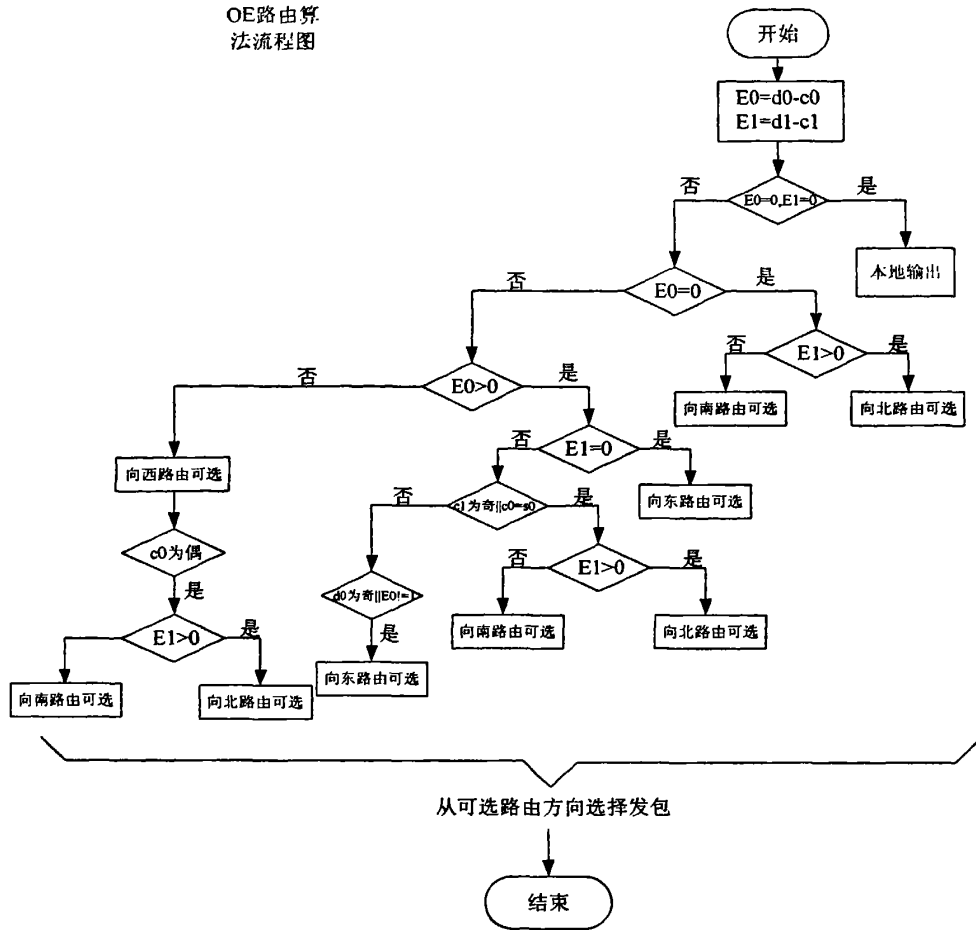 OE路由算
法流程图
开始
E0=d0-c0
E1=d1-c1
否
E0=0,E1=0
是
本地输出
否
E0=0
是
否
E1>0
是
向南路由可选
向北路由可选
否
E0>0
是
否
E1=0
是
向东路由可选
向西路由可选
否
c1为奇||c0=s0
是
c0为偶
是
否
E1>0
是
向南路由可选
向北路由可选
d0为奇||E0!=1
是
向东路由可选
E1>0
是
向南路由可选
向北路由可选
从可选路由方向选择发包
结束